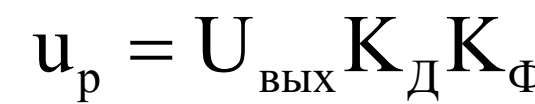 u_р = U_вых K_Д K_Ф